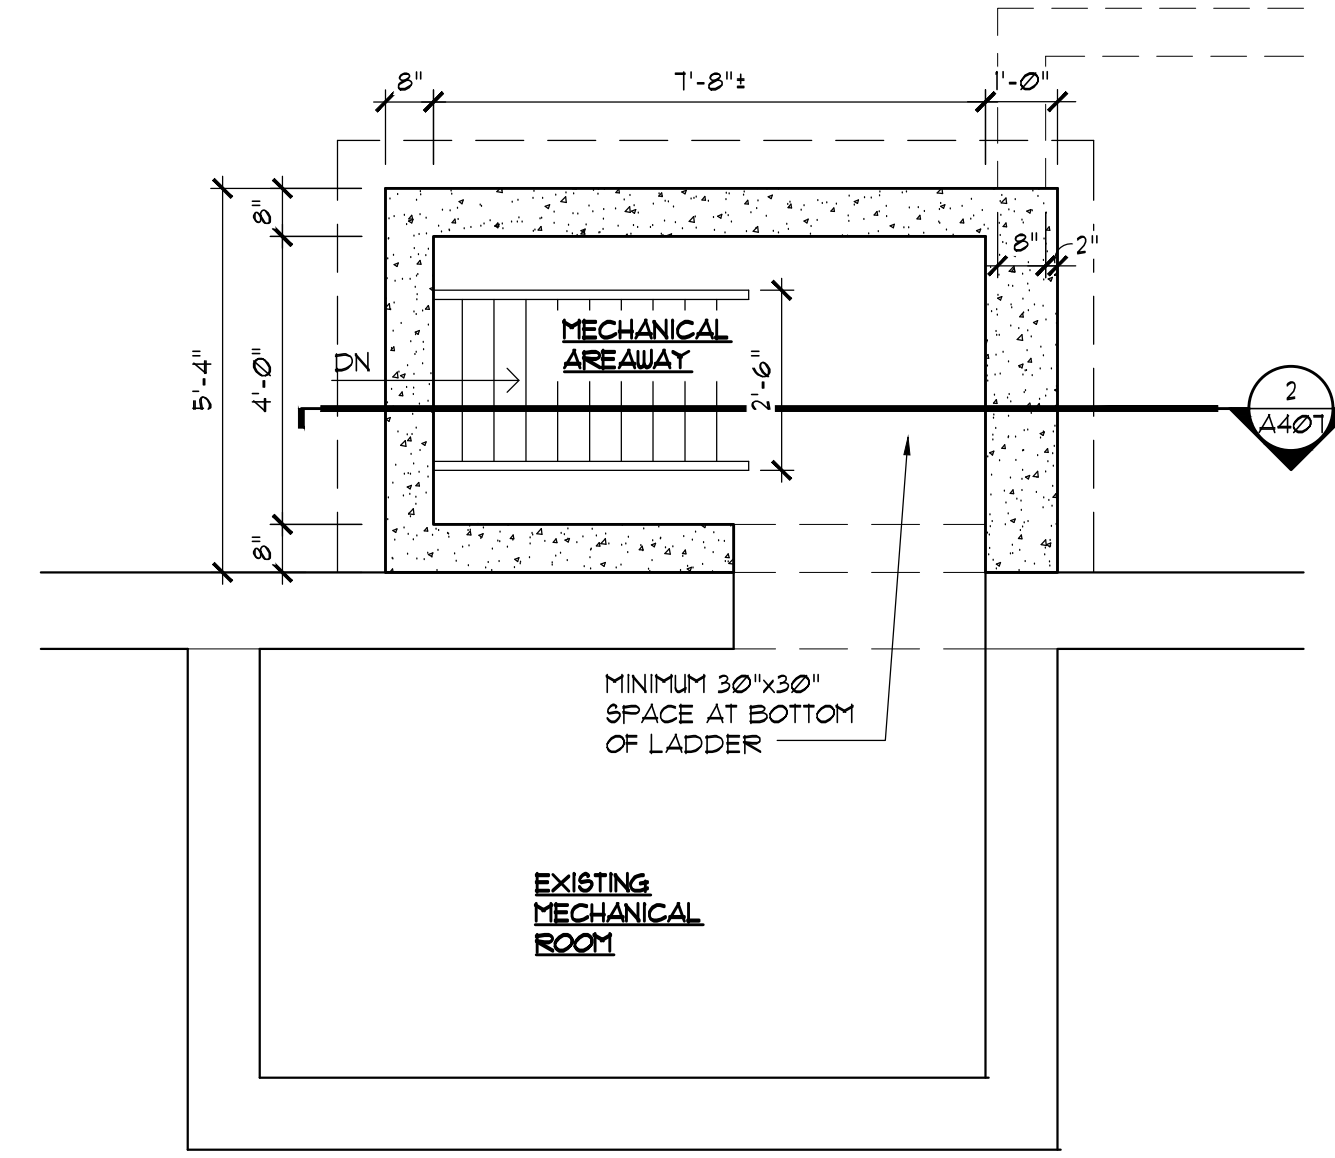 8" 7'-8"± 1'-0"
8"
8" 2"
MECHANICAL
AREAWAY
DN
5'-4" 4'-0" 2'-6"
2
A407
8"
MINIMUM 30"x30"
SPACE AT BOTTOM
OF LADDER
EXISTING
MECHANICAL
ROOM